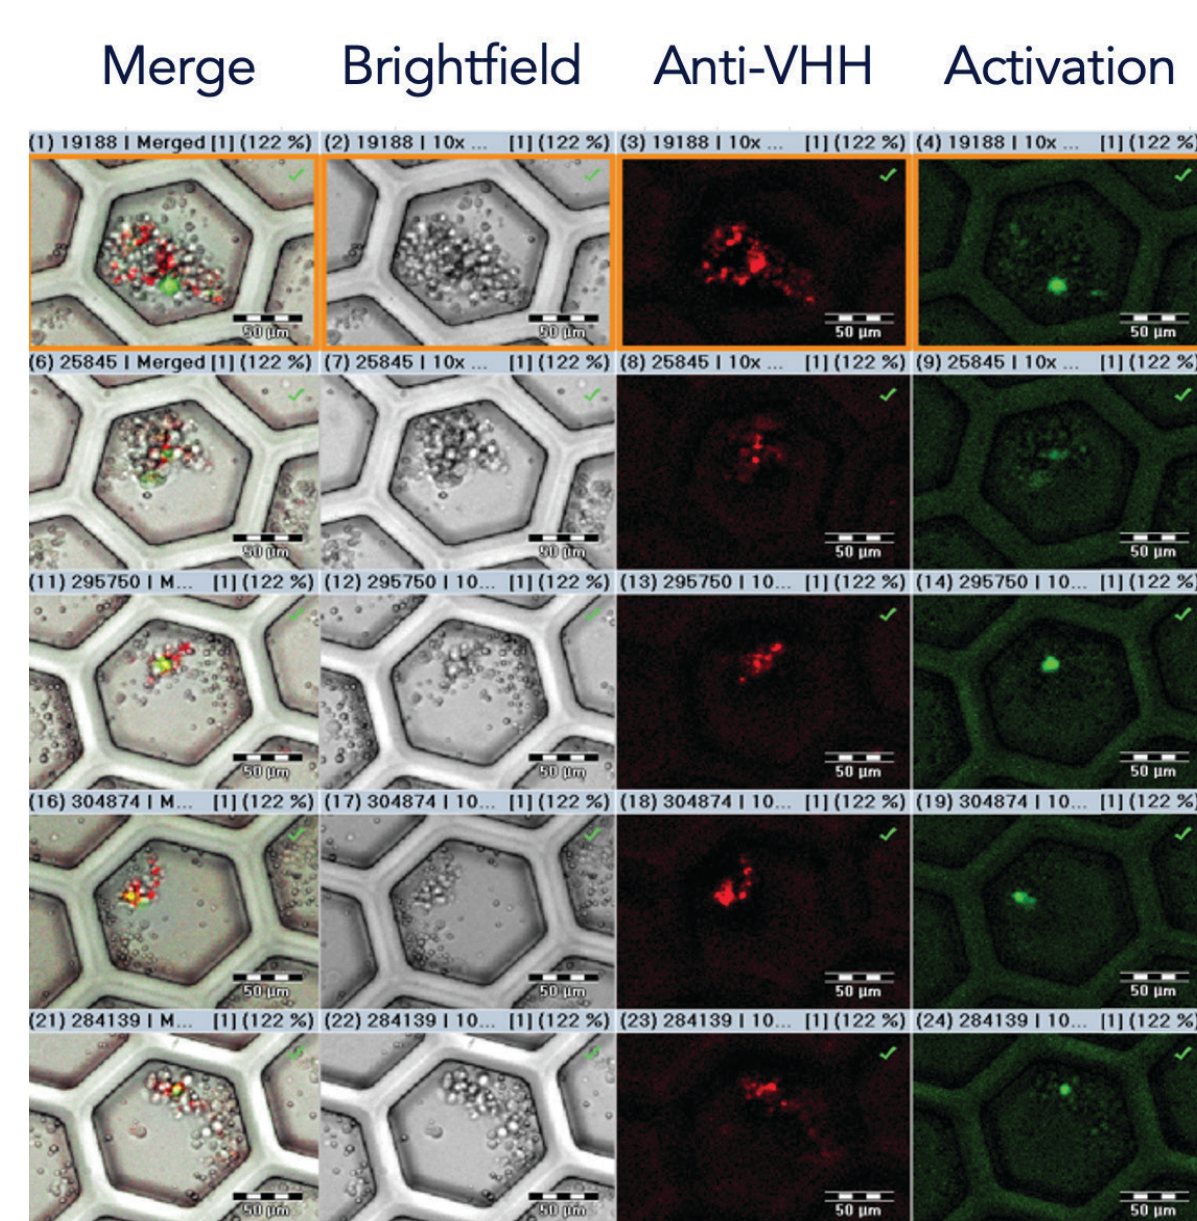 Merge Brightfield Anti-VHH Activation
(1) 19188 | Merged [1] (122 %) (2) 19188 | 10x ... [1] (122 %) (3) 19188 | 10x ... [1] (122 %) (4) 19188 | 10x ... [1] (122 %)
50 µm 50 µm 50 µm 50 µm
(6) 25845 | Merged [1] (122 %) (7) 25845 | 10x ... [1] (122 %) (8) 25845 | 10x ... [1] (122 %) (9) 25845 | 10x ... [1] (122 %)
50 µm 50 µm 50 µm 50 µm
(11) 295750 | M... [1] (122 %) (12) 295750 | 10... [1] (122 %) (13) 295750 | 10... [1] (122 %) (14) 295750 | 10... [1] (122 %)
50 µm 50 µm 50 µm 50 µm
(16) 304874 | M... [1] (122 %) (17) 304874 | 10... [1] (122 %) (18) 304874 | 10... [1] (122 %) (19) 304874 | 10... [1] (122 %)
50 µm 50 µm 50 µm 50 µm
(21) 284139 | M... [1] (122 %) (22) 284139 | 10... [1] (122 %) (23) 284139 | 10... [1] (122 %) (24) 284139 | 10... [1] (122 %)
50 µm 50 µm 50 µm 50 µm